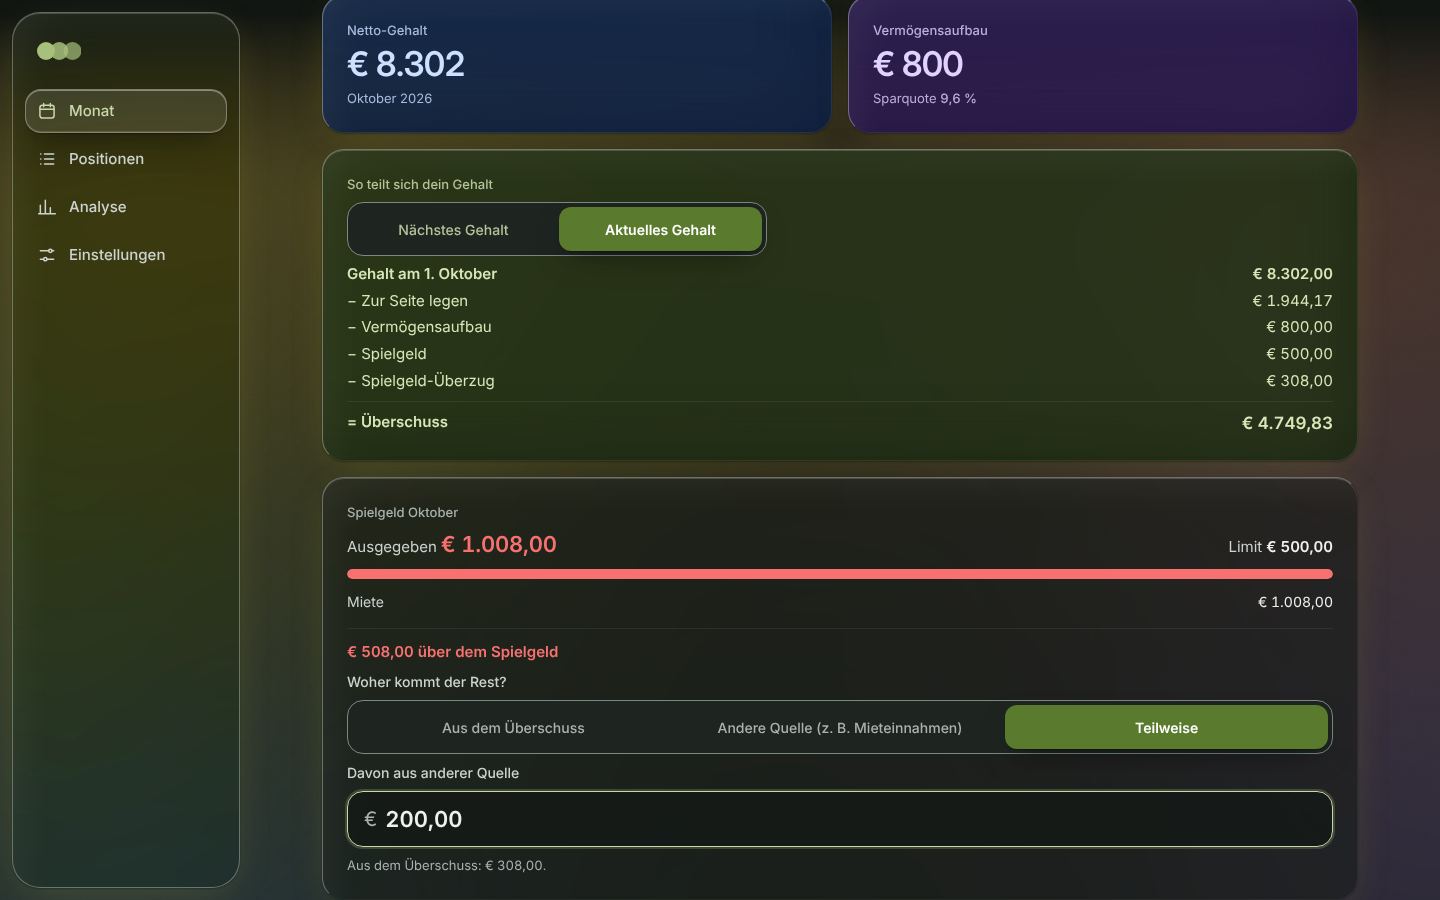 Monat
Positionen
Analyse
Einstellungen
Netto-Gehalt
€ 8.302
Oktober 2026
Vermögensaufbau
€ 800
Sparquote 9,6 %
So teilt sich dein Gehalt
Nächstes Gehalt Aktuelles Gehalt
Gehalt am 1. Oktober € 8.302,00
– Zur Seite legen € 1.944,17
– Vermögensaufbau € 800,00
– Spielgeld € 500,00
– Spielgeld-Überzug € 308,00
= Überschuss € 4.749,83
Spielgeld Oktober
Ausgegeben € 1.008,00 Limit € 500,00
Miete € 1.008,00
€ 508,00 über dem Spielgeld
Woher kommt der Rest?
Aus dem Überschuss Andere Quelle (z. B. Mieteinnahmen) Teilweise
Davon aus anderer Quelle
€ 200,00
Aus dem Überschuss: € 308,00.